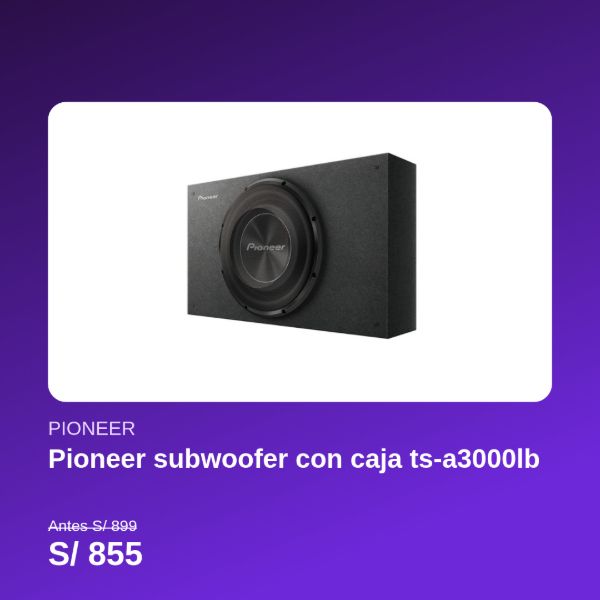 Pioneer
Pioneer
PIONEER
Pioneer subwoofer con caja ts-a3000lb
Antes S/ 899
S/ 855